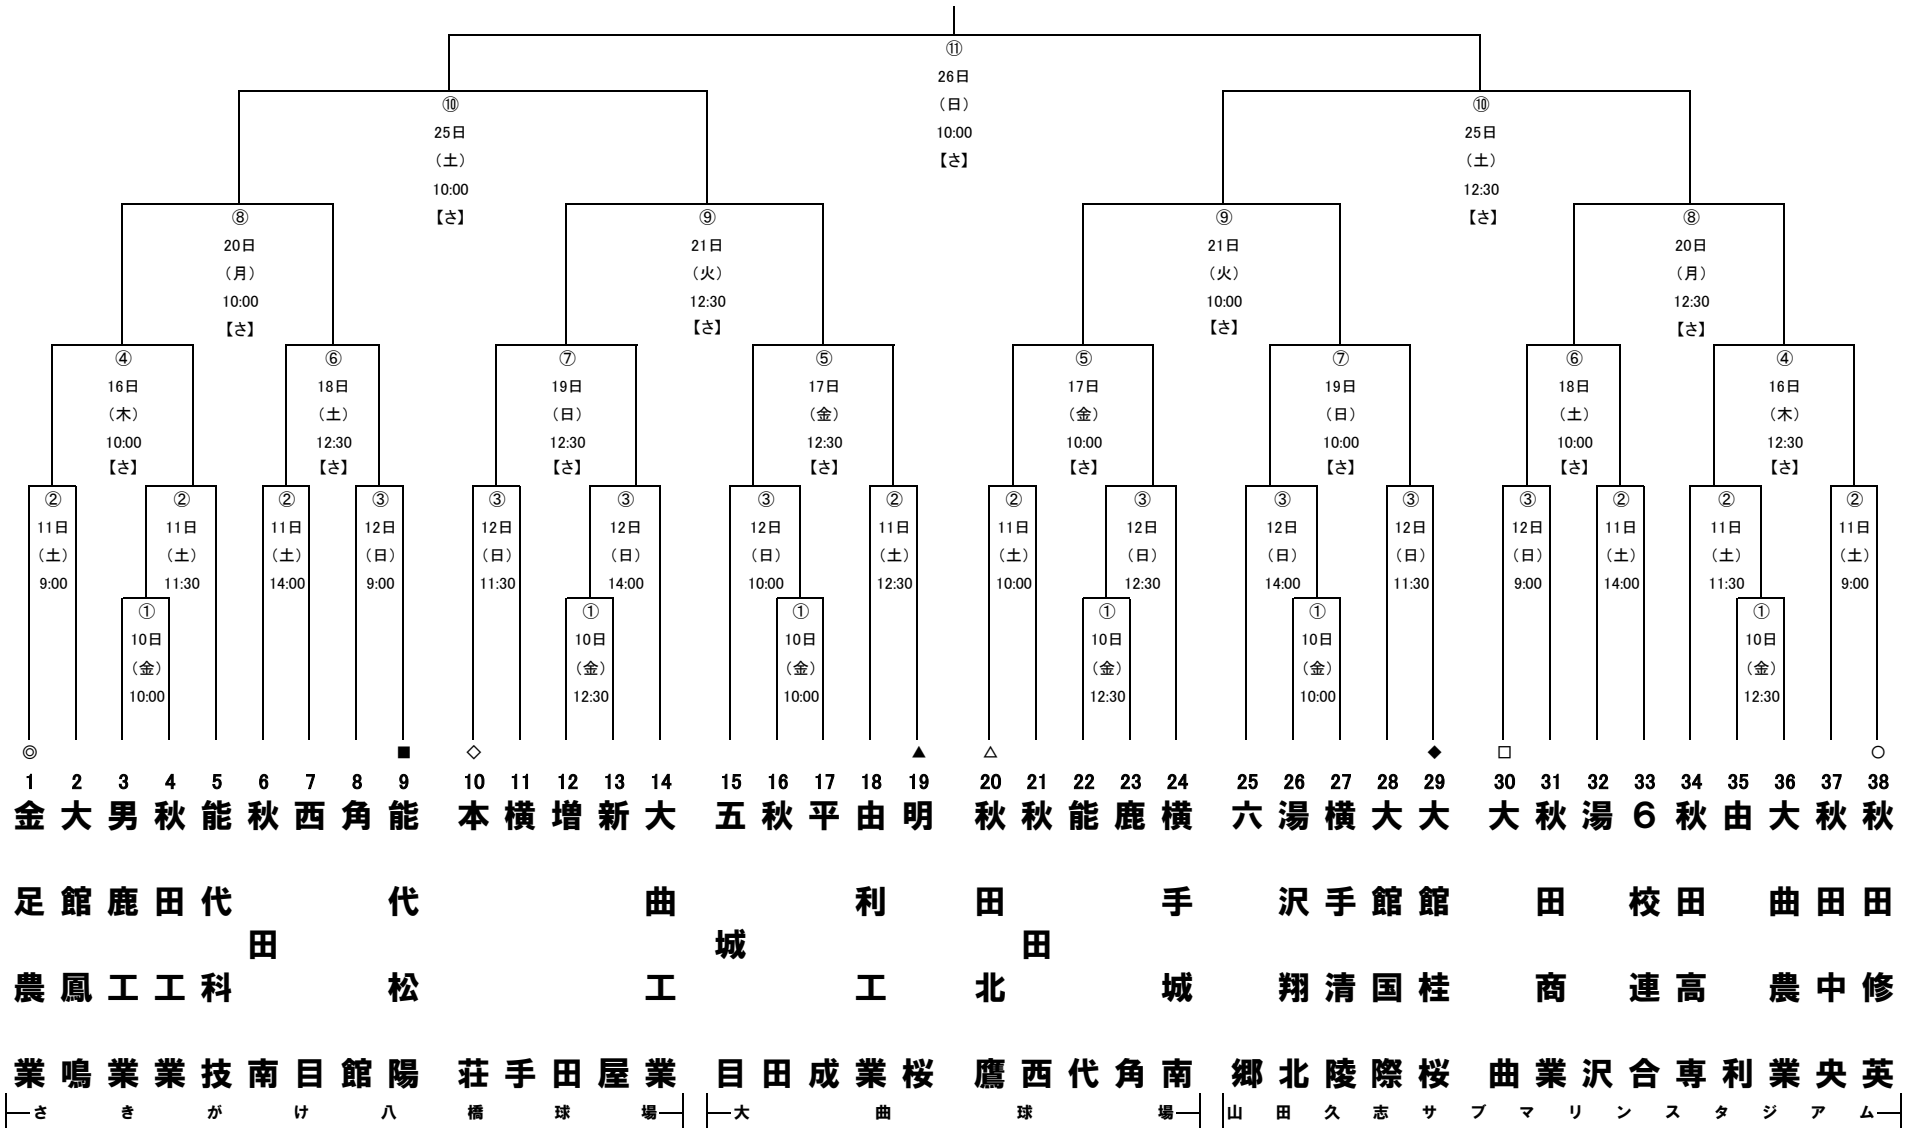 ⑪
26日
（日）
10:00
【さ】
⑩
25日
（土）
10:00
【さ】
⑩
25日
（土）
12:30
【さ】
⑧
20日
（月）
10:00
【さ】
⑨
21日
（火）
12:30
【さ】
⑨
21日
（火）
10:00
【さ】
⑧
20日
（月）
12:30
【さ】
④
16日
（木）
10:00
【さ】
⑥
18日
（土）
12:30
【さ】
⑦
19日
（日）
12:30
【さ】
⑤
17日
（金）
12:30
【さ】
⑤
17日
（金）
10:00
【さ】
⑦
19日
（日）
10:00
【さ】
⑥
18日
（土）
10:00
【さ】
④
16日
（木）
12:30
【さ】
②
11日
（土）
9:00
②
11日
（土）
11:30
②
11日
（土）
14:00
③
12日
（日）
9:00
③
12日
（日）
11:30
③
12日
（日）
14:00
③
12日
（日）
10:00
②
11日
（土）
12:30
②
11日
（土）
10:00
③
12日
（日）
12:30
③
12日
（日）
14:00
③
12日
（日）
11:30
③
12日
（日）
9:00
②
11日
（土）
14:00
②
11日
（土）
11:30
②
11日
（土）
9:00
①
10日
（金）
10:00
①
10日
（金）
12:30
①
10日
（金）
10:00
①
10日
（金）
12:30
①
10日
（金）
10:00
①
10日
（金）
12:30
◎ 1 金足農業
2 大館鳳鳴
3 男鹿工業
4 秋田工業
5 能代科技
6 秋田南
7 西目
8 角館
■ 9 能代松陽
◇ 10 本荘
11 横手
12 増田
13 新屋
14 大曲工業
15 五城目
16 秋田
17 平成
18 由利工業
▲ 19 明桜
△ 20 秋田北鷹
21 秋田西
22 能代
23 鹿角
24 横手城南
25 六郷
26 湯沢翔北
27 横手清陵
28 大館国際
◆ 29 大館桂桜
□ 30 大曲
31 秋田商業
32 湯沢
33 6校連合
34 秋田高専
35 由利
36 大曲農業
37 秋田中央
○ 38 秋田修英
さきがけ八橋球場
大曲球場
山田久志サブマリンスタジアム